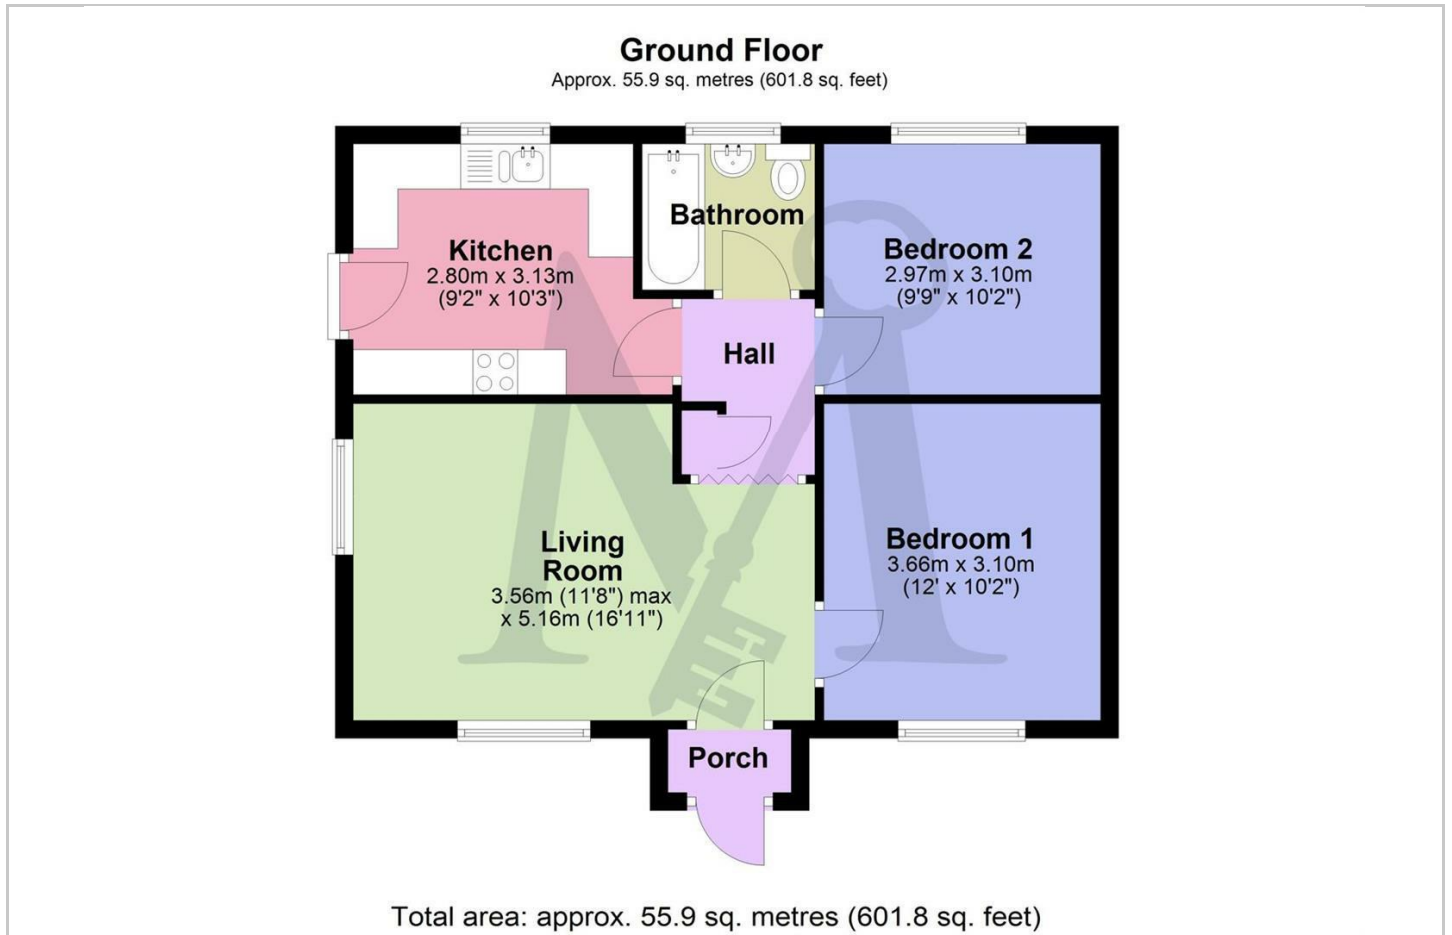 Ground Floor
Approx. 55.9 sq. metres (601.8 sq. feet)
Kitchen
2.80m x 3.13m
(9'2" x 10'3")
Bathroom
Bedroom 2
2.97m x 3.10m
(9'9" x 10'2")
Hall
Living
Room
3.56m (11'8") max
x 5.16m (16'11")
Bedroom 1
3.66m x 3.10m
(12' x 10'2")
Porch
Total area: approx. 55.9 sq. metres (601.8 sq. feet)